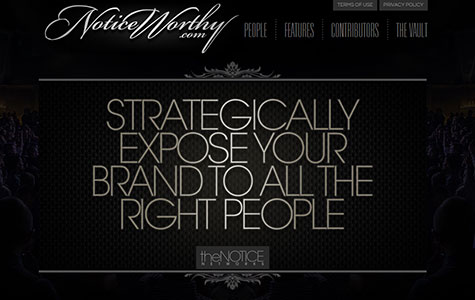 TERMS OF USE PRIVACY POLICY
NoticeWorthy
.com
PEOPLE FEATURES CONTRIBUTORS THE VAULT
STRATEGICALLY
EXPOSE YOUR
BRAND TO ALL THE
RIGHT PEOPLE
theNOTICE
NETWORKS